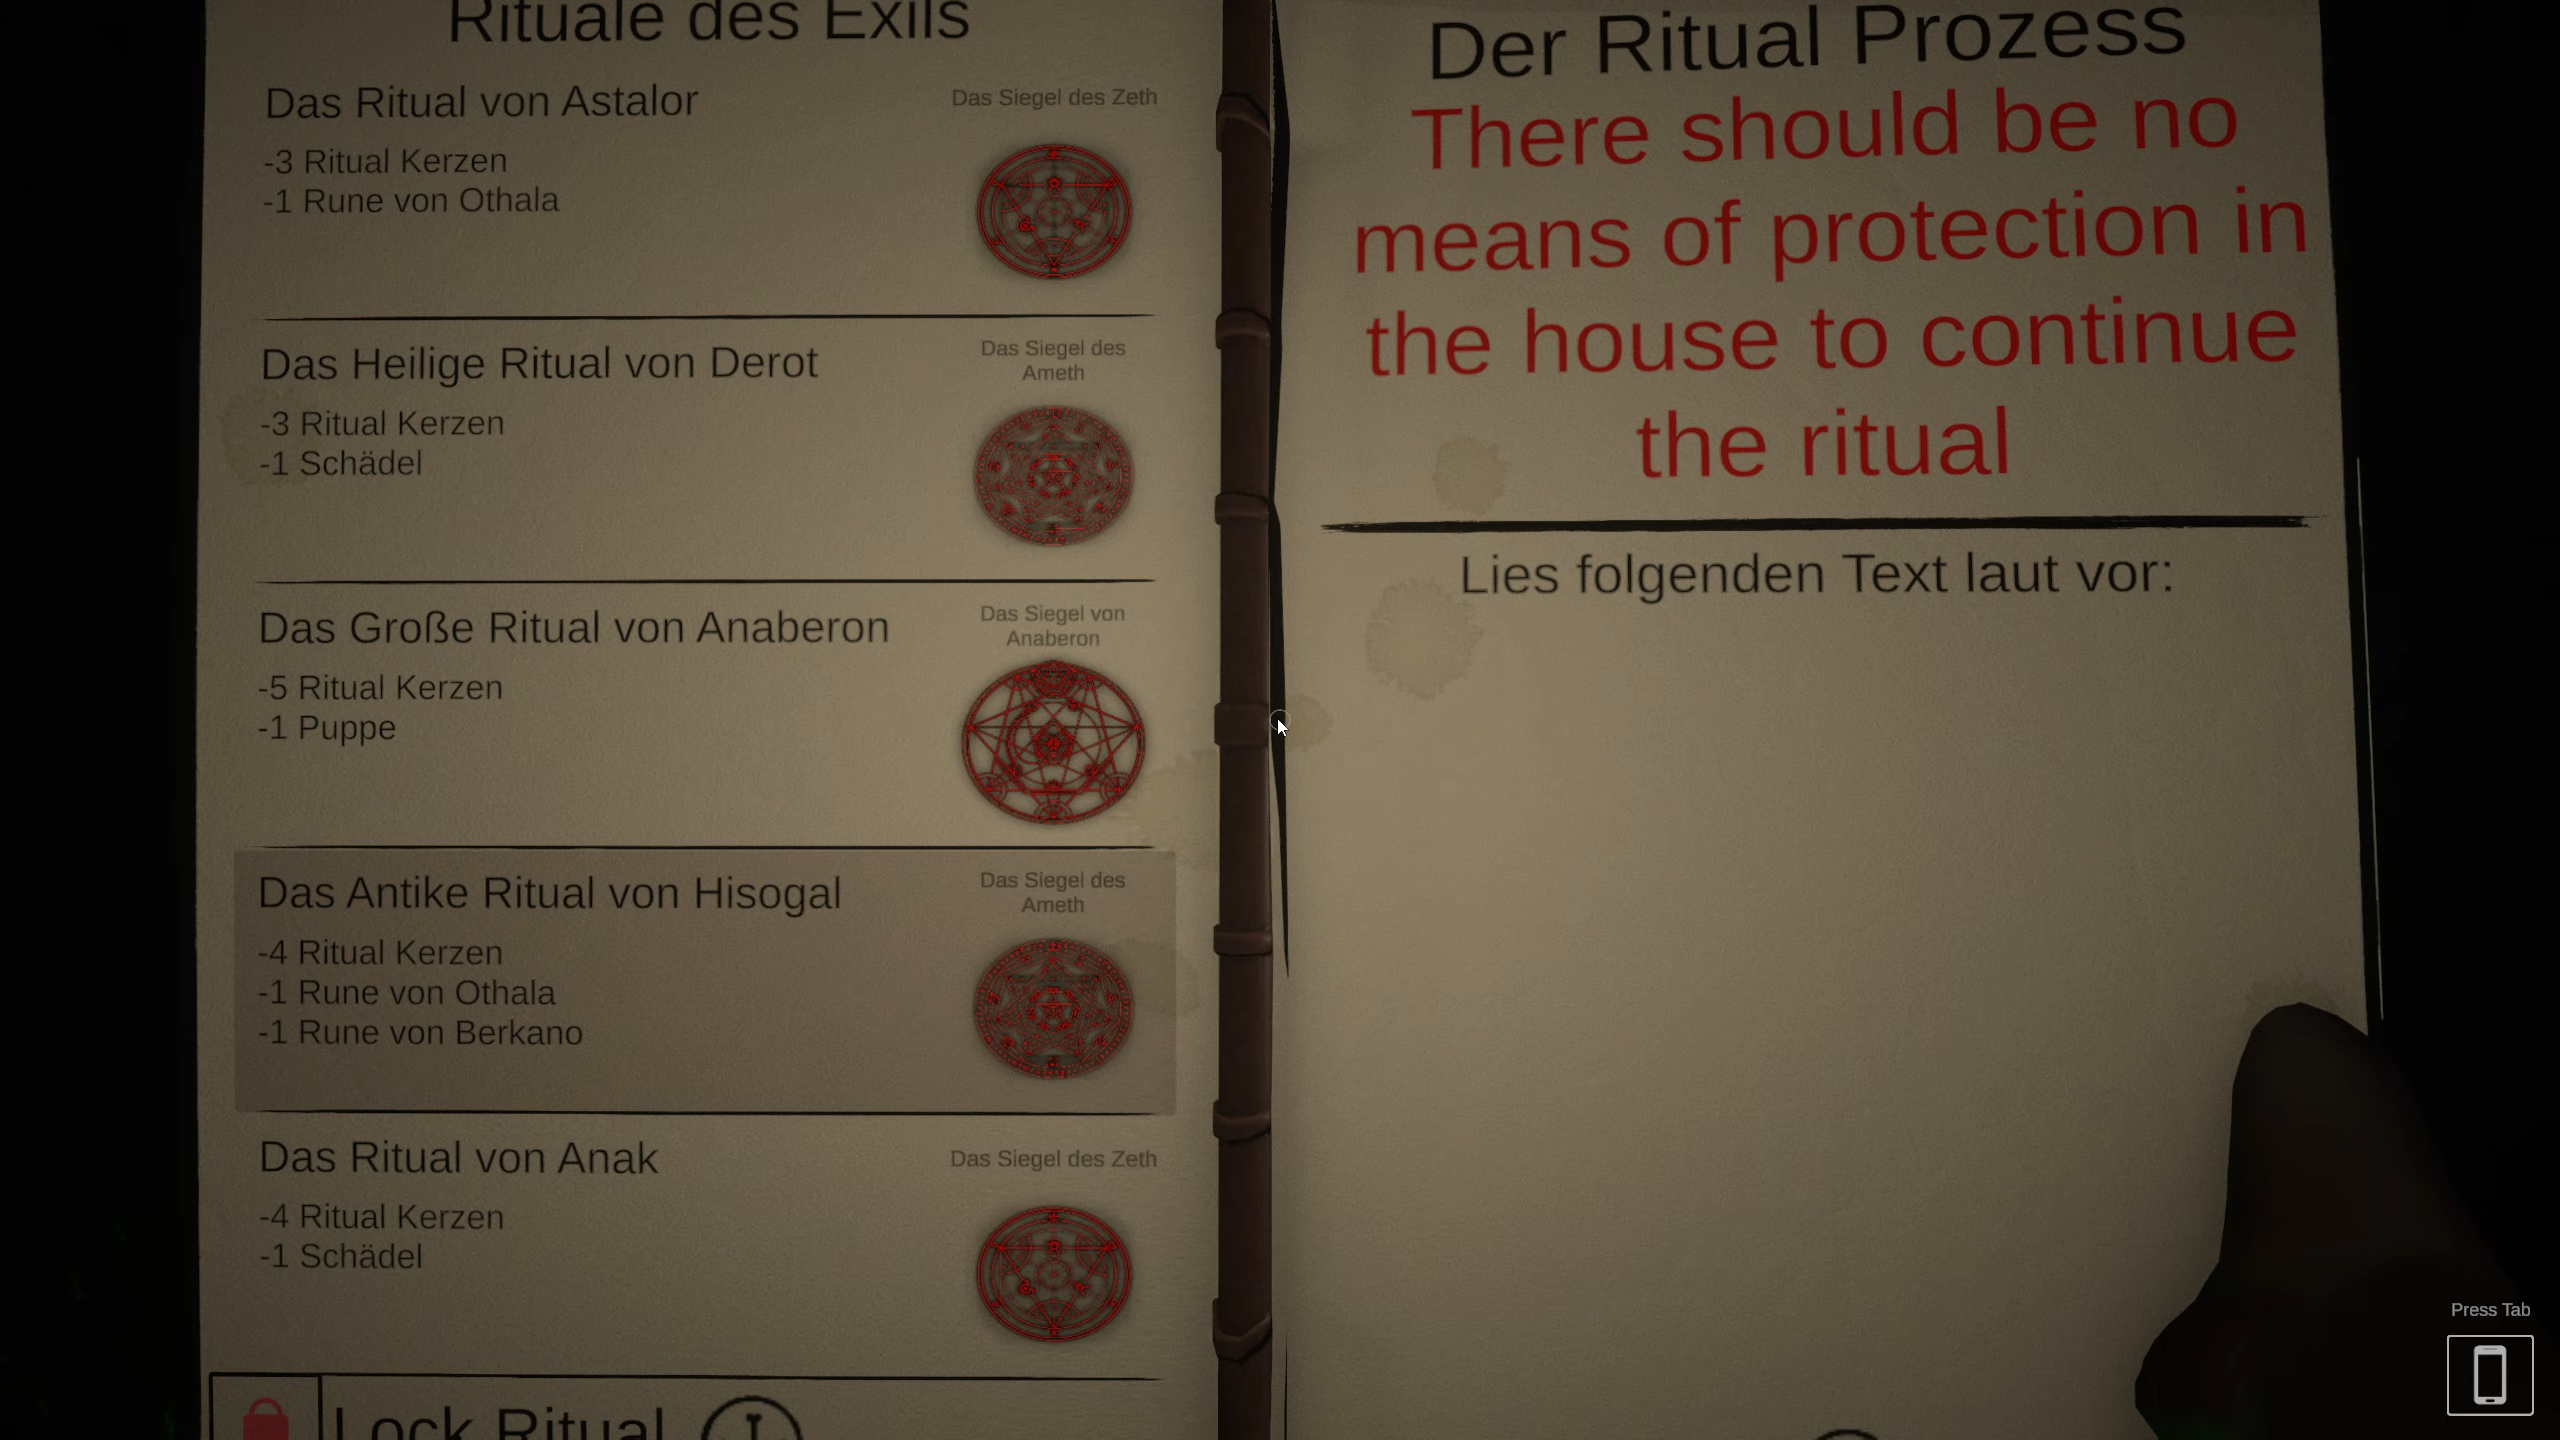 Rituale des Exils
Das Ritual von Astalor
Das Siegel des Zeth
-3 Ritual Kerzen
-1 Rune von Othala
Das Heilige Ritual von Derot
Das Siegel des
Ameth
-3 Ritual Kerzen
-1 Schädel
Das Große Ritual von Anaberon
Das Siegel von
Anaberon
-5 Ritual Kerzen
-1 Puppe
Das Antike Ritual von Hisogal
Das Siegel des
Ameth
-4 Ritual Kerzen
-1 Rune von Othala
-1 Rune von Berkano
Das Ritual von Anak
Das Siegel des Zeth
-4 Ritual Kerzen
-1 Schädel
Lock Ritual
Der Ritual Prozess
There should be no
means of protection in
the house to continue
the ritual
Lies folgenden Text laut vor:
Press Tab